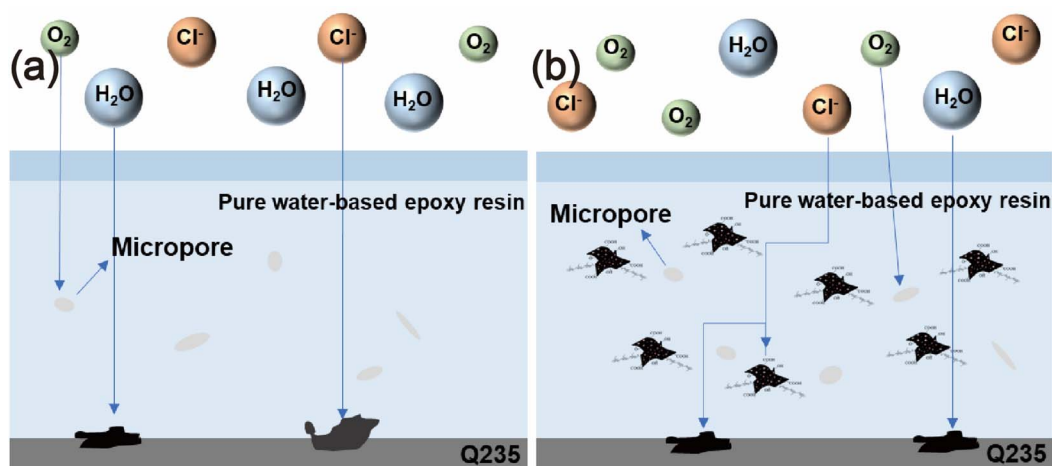 (a)
O₂
Cl⁻
Cl⁻
O₂
H₂O
H₂O
H₂O
Pure water-based epoxy resin
Micropore
Q235
(b)
O₂
H₂O
O₂
Cl⁻
Cl⁻
O₂
Cl⁻
H₂O
Pure water-based epoxy resin
Micropore
Q235